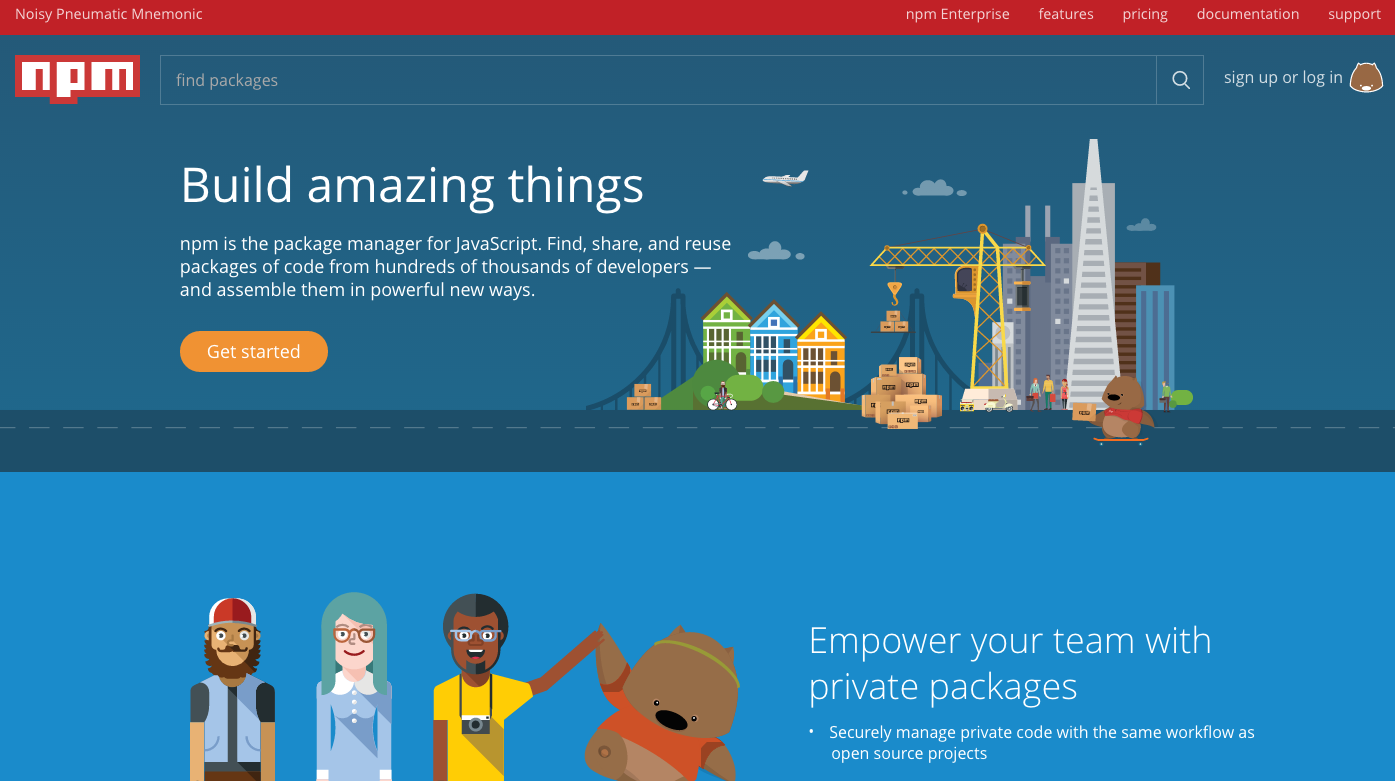 Noisy Pneumatic Mnemonic
npm Enterprise
features
pricing
documentation
support
npm
find packages
sign up or log in
Build amazing things
npm is the package manager for JavaScript. Find, share, and reuse
packages of code from hundreds of thousands of developers —
and assemble them in powerful new ways.
Get started
Empower your team with
private packages
• Securely manage private code with the same workflow as
open source projects